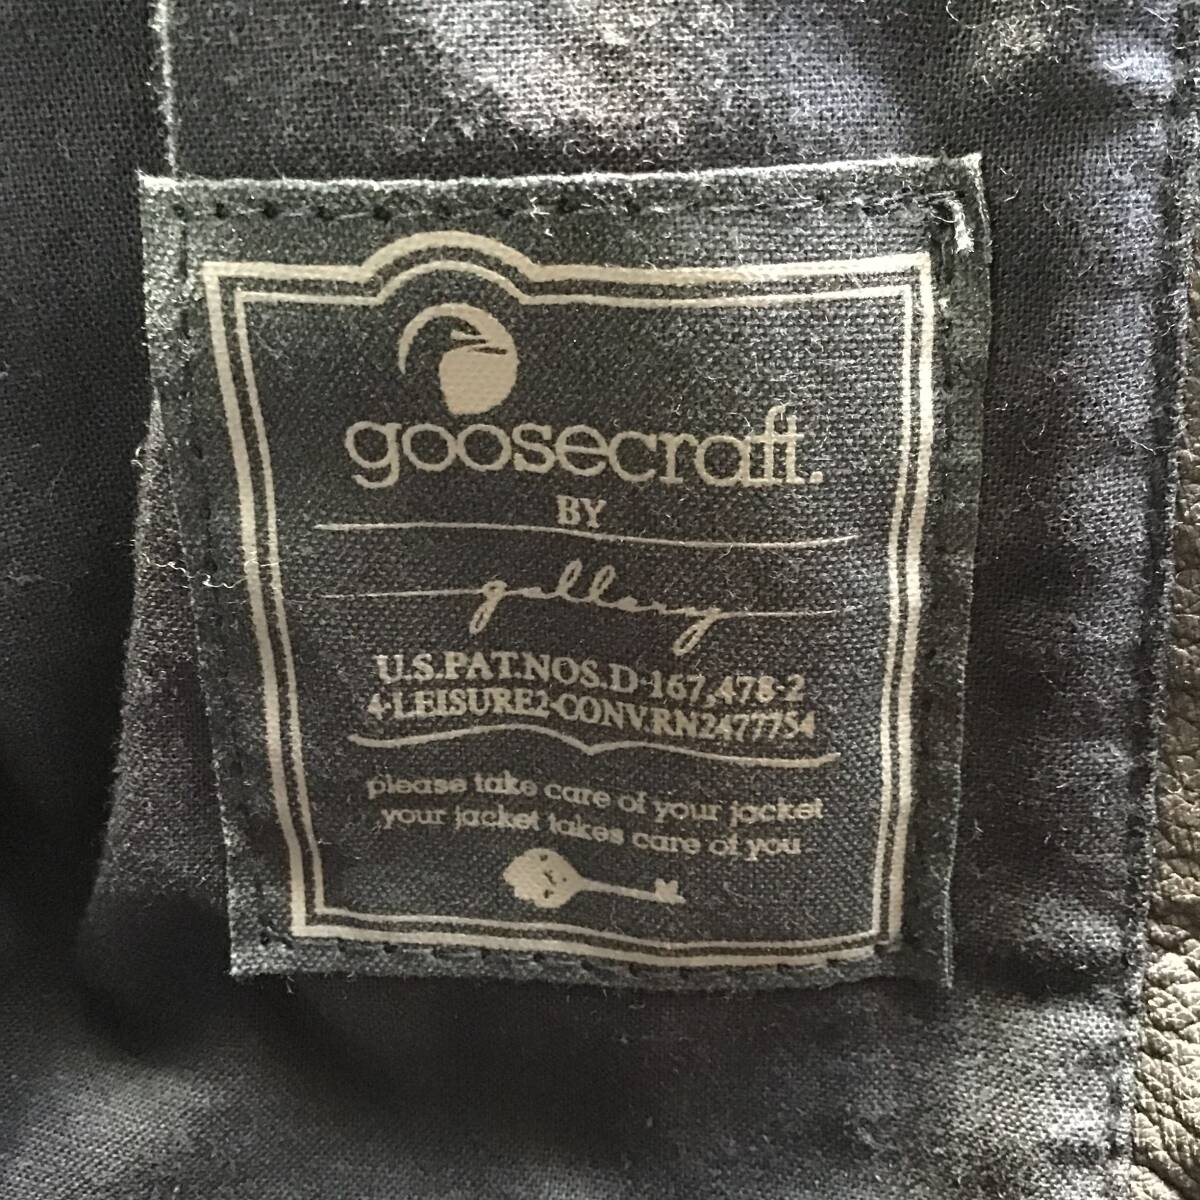 goosecraft.
BY
gallery
U.S.PAT.NOS.D-167,478-2
4-LEISURE2-CONV.RN2477754
please take care of your jacket
your jacket takes care of you